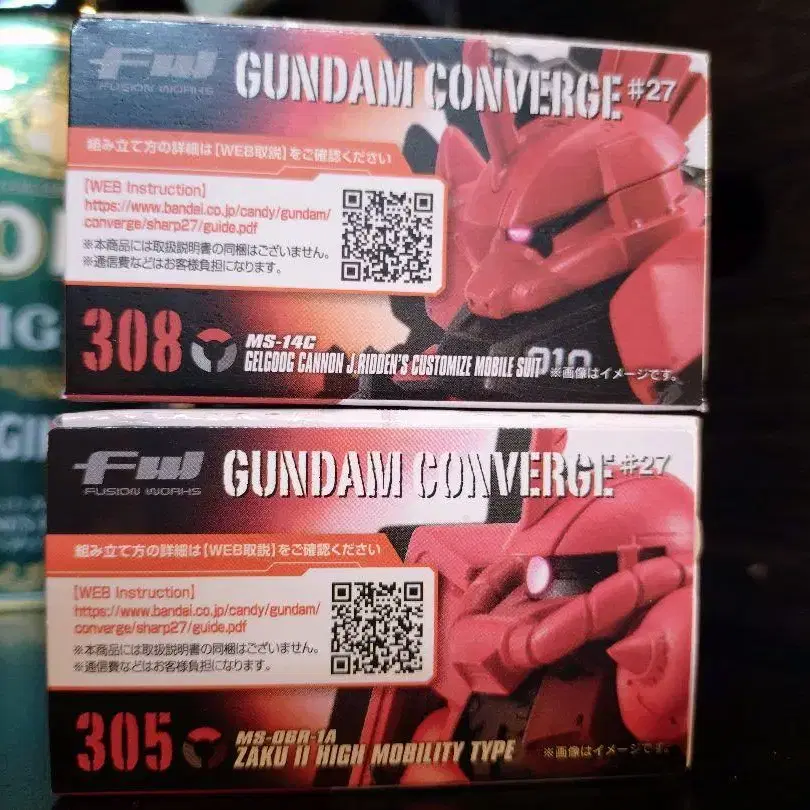 FW
FUSION WORKS
GUNDAM CONVERGE #27
組み立て方の詳細は【WEB取説】をご確認ください
【WEB Instruction】
https://www.bandai.co.jp/candy/gundam/
converge/sharp27/guide.pdf
※本商品には取扱説明書の同梱はございません。
※通信費などはお客様負担になります。
308
MS-14C
GELGOOG CANNON J.RIDDEN'S CUSTOMIZE MOBILE SUIT
※画像はイメージです。
FW
FUSION WORKS
GUNDAM CONVERGE #27
組み立て方の詳細は【WEB取説】をご確認ください
【WEB Instruction】
https://www.bandai.co.jp/candy/gundam/
converge/sharp27/guide.pdf
※本商品には取扱説明書の同梱はございません。
※通信費などはお客様負担になります。
305
MS-06R-1A
ZAKU II HIGH MOBILITY TYPE
※画像はイメージです。